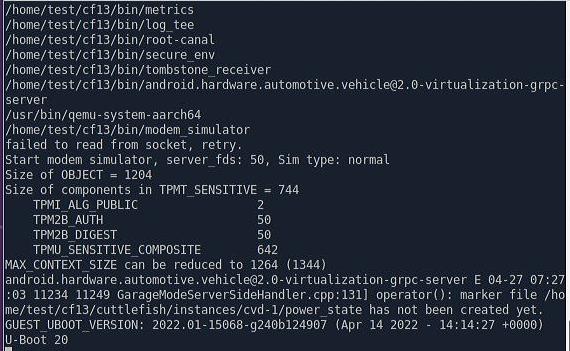 /home/test/cf13/bin/metrics
/home/test/cf13/bin/log_tee
/home/test/cf13/bin/root-canal
/home/test/cf13/bin/secure_env
/home/test/cf13/bin/tombstone_receiver
/home/test/cf13/bin/android.hardware.automotive.vehicle@2.0-virtualization-grpc-
server
/usr/bin/qemu-system-aarch64
/home/test/cf13/bin/modem_simulator
failed to read from socket, retry.
Start modem simulator, server_fds: 50, Sim type: normal
Size of OBJECT = 1204
Size of components in TPMT_SENSITIVE = 744
    TPMI_ALG_PUBLIC                 2
    TPM2B_AUTH                      50
    TPM2B_DIGEST                    50
    TPMU_SENSITIVE_COMPOSITE        642
MAX_CONTEXT_SIZE can be reduced to 1264 (1344)
android.hardware.automotive.vehicle@2.0-virtualization-grpc-server E 04-27 07:27
:03 11234 11249 GarageModeServerSideHandler.cpp:131] operator(): marker file /ho
me/test/cf13/cuttlefish/instances/cvd-1/power_state has not been created yet.
GUEST_UBOOT_VERSION: 2022.01-15068-g240b124907 (Apr 14 2022 - 14:14:27 +0000)
U-Boot 20